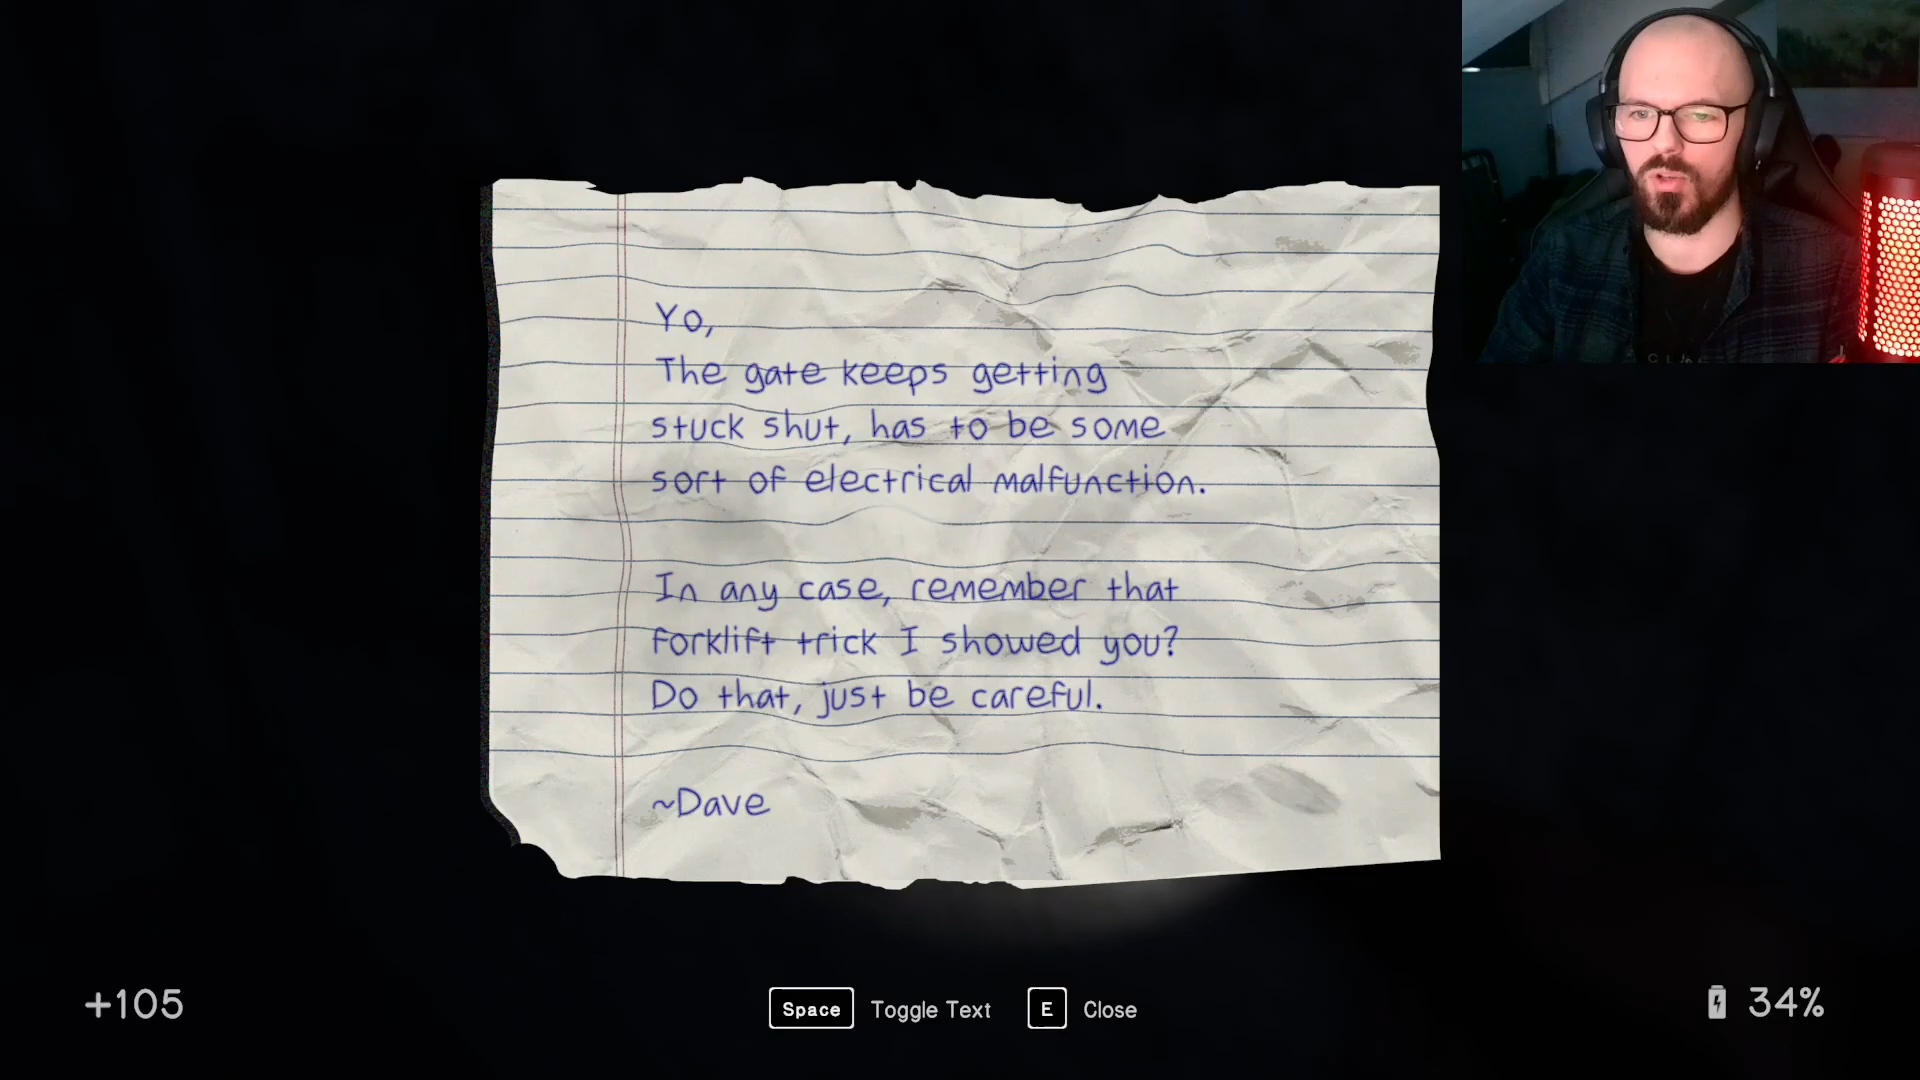 Yo,
The gate keeps getting
stuck shut, has to be some
sort of electrical malfunction.
In any case, remember that
forklift trick I showed you?
Do that, just be careful.
~Dave
+105
Space Toggle Text E Close
34%